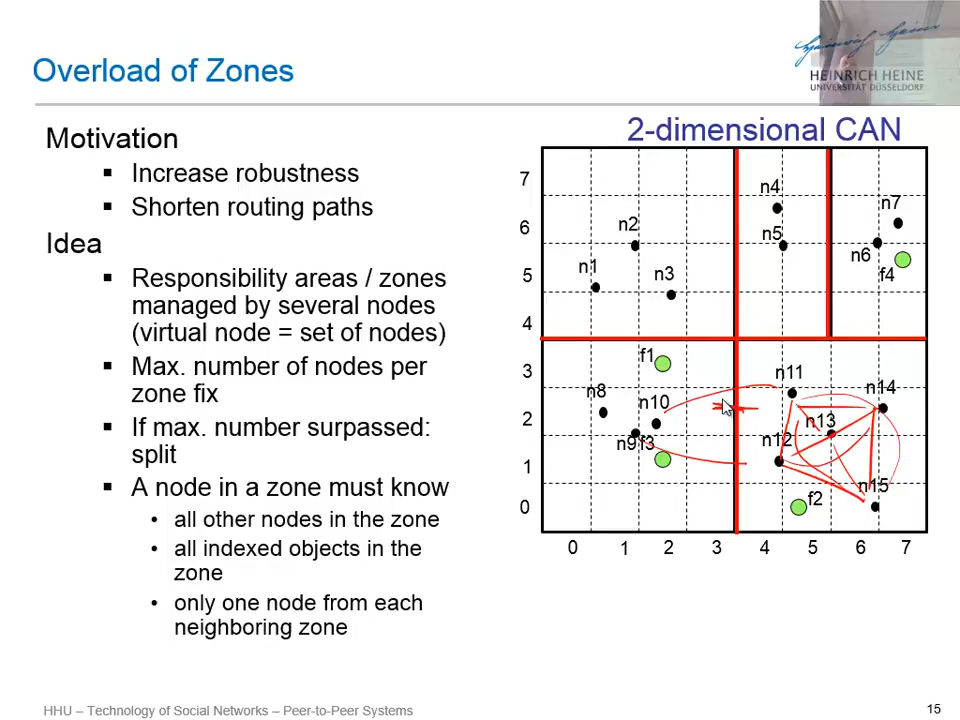 Overload of Zones
Heinrich Heine
HEINRICH HEINE
UNIVERSITÄT DÜSSELDORF
Motivation
▪ Increase robustness
▪ Shorten routing paths
Idea
▪ Responsibility areas / zones
managed by several nodes
(virtual node = set of nodes)
▪ Max. number of nodes per
zone fix
▪ If max. number surpassed:
split
▪ A node in a zone must know
• all other nodes in the zone
• all indexed objects in the
zone
• only one node from each
neighboring zone
2-dimensional CAN
7
n4
n7
6
n2
n5
n6
5
n1
n3
f4
4
3
f1
n11
n8
n10
n14
2
n13
n9
f3
n12
1
n15
0
f2
0 1 2 3 4 5 6 7
HHU – Technology of Social Networks – Peer-to-Peer Systems
15